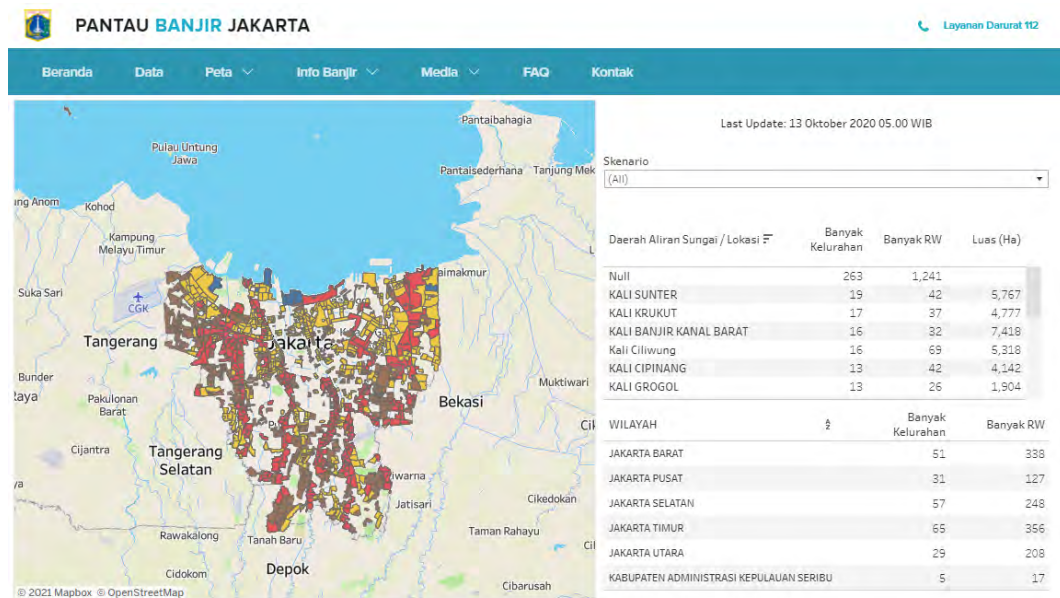 PANTAU BANJIR JAKARTA
Layanan Darurat 112
Beranda Data Peta Info Banjir Media FAQ Kontak
Last Update: 13 Oktober 2020 05.00 WIB
Skenario
(All)
Daerah Aliran Sungai / Lokasi Banyak Kelurahan Banyak RW Luas (Ha)
Null 263 1,241
KALI SUNTER 19 42 5,767
KALI KRUKUT 17 37 4,777
KALI BANJIR KANAL BARAT 16 32 7,418
Kali Ciliwung 16 69 5,318
KALI CIPINANG 13 42 4,142
KALI GROGOL 13 26 1,904
WILAYAH Banyak Kelurahan Banyak RW
JAKARTA BARAT 51 338
JAKARTA PUSAT 31 127
JAKARTA SELATAN 57 248
JAKARTA TIMUR 65 356
JAKARTA UTARA 29 208
KABUPATEN ADMINISTRASI KEPULAUAN SERIBU 5 17
Pantaibahagia
Pulau Untung
Jawa
Pantaisederhana Tanjung Mek
ung Anom
Kohod
Kampung
Melayu Timur
aimakmur
Suka Sari
CGK
Tangerang
Jakarta
Bunder
Raya
Pakulonan
Barat
Muktiwari
Bekasi
Cik
Cijantra
Tangerang
Selatan
iwarna
Jatisari
Cikedokan
Rawakalong
Tanah Baru
Taman Rahayu
Cil
Cidokom
Depok
Cibarusah
© 2021 Mapbox © OpenStreetMap